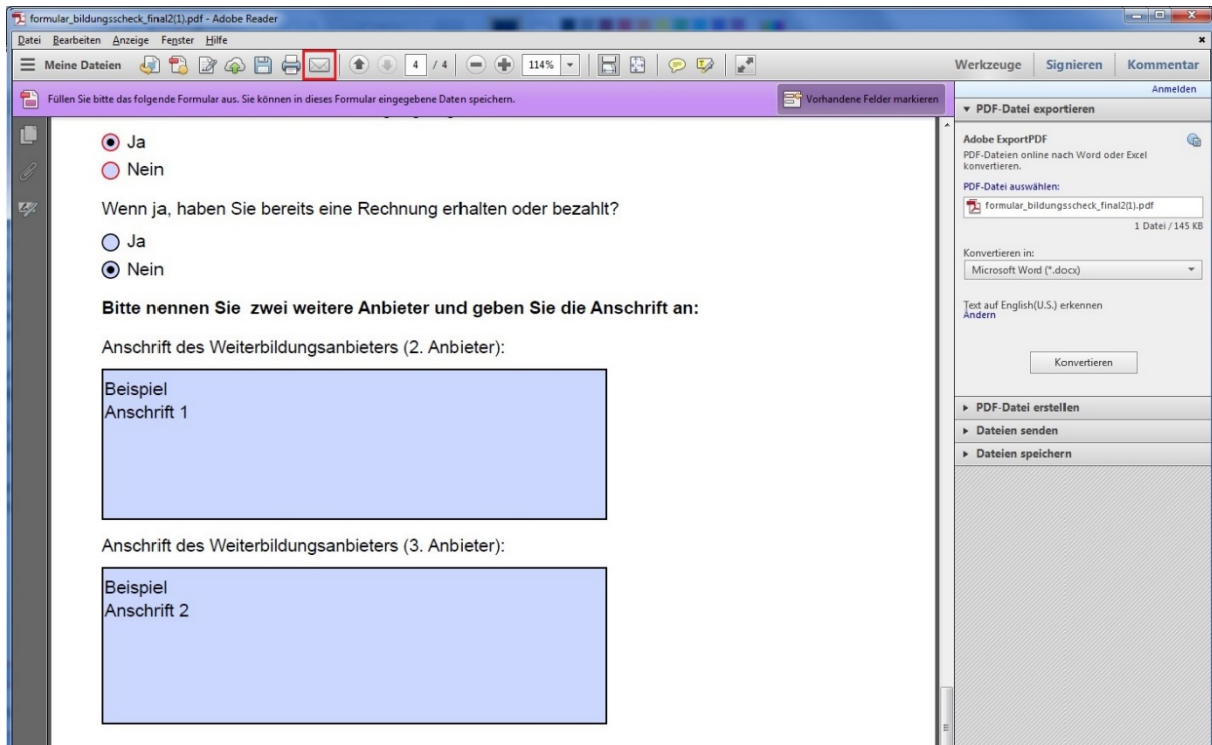 formular_bildungsscheck_final2(1).pdf - Adobe Reader
Datei Bearbeiten Anzeige Fenster Hilfe
Meine Dateien 4 / 4 114% Werkzeuge Signieren Kommentar
Füllen Sie bitte das folgende Formular aus. Sie können in dieses Formular eingegebene Daten speichern. Vorhandene Felder markieren
Ja
Nein
Wenn ja, haben Sie bereits eine Rechnung erhalten oder bezahlt?
Ja
Nein
Bitte nennen Sie zwei weitere Anbieter und geben Sie die Anschrift an:
Anschrift des Weiterbildungsanbieters (2. Anbieter):
Beispiel
Anschrift 1
Anschrift des Weiterbildungsanbieters (3. Anbieter):
Beispiel
Anschrift 2
Anmelden
PDF-Datei exportieren
Adobe ExportPDF
PDF-Dateien online nach Word oder Excel
konvertieren.
PDF-Datei auswählen:
formular_bildungsscheck_final2(1).pdf
1 Datei / 145 KB
Konvertieren in:
Microsoft Word (*.docx)
Text auf English(U.S.) erkennen
Ändern
Konvertieren
PDF-Datei erstellen
Dateien senden
Dateien speichern